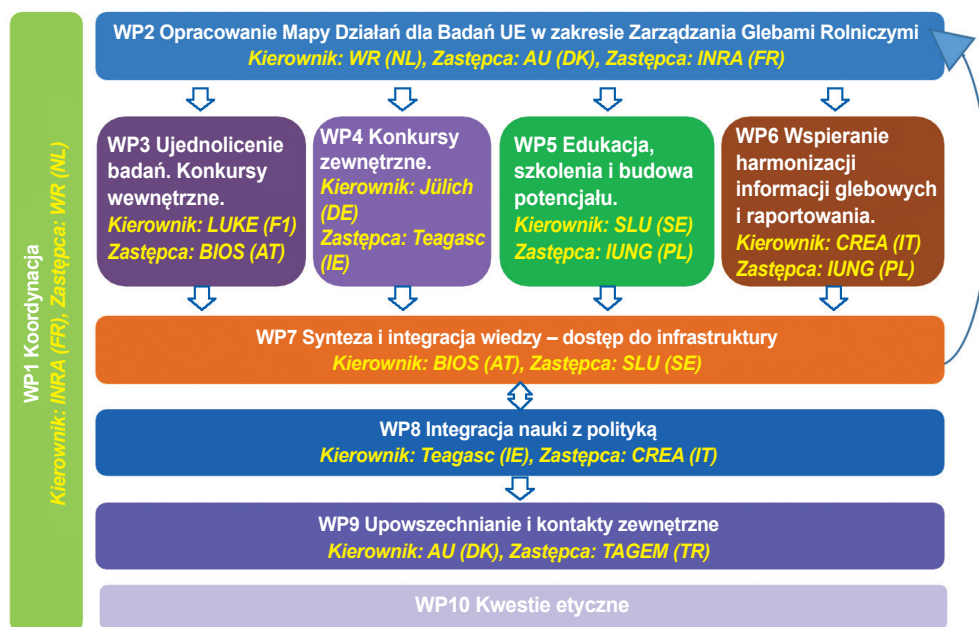 WP2 Opracowanie Mapy Działań dla Badań UE w zakresie Zarządzania Glebami Rolniczymi
Kierownik: WR (NL), Zastępca: AU (DK), Zastępca: INRA (FR)
WP1 Koordynacja
Kierownik: INRA (FR), Zastępca: WR (NL)
WP3 Ujednolicenie
badań. Konkursy
wewnętrzne.
Kierownik: LUKE (F1)
Zastępca: BIOS (AT)
WP4 Konkursy
zewnętrzne.
Kierownik: Jülich
(DE)
Zastępca: Teagasc
(IE)
WP5 Edukacja,
szkolenia i budowa
potencjału.
Kierownik: SLU (SE)
Zastępca: IUNG (PL)
WP6 Wspieranie
harmonizacji
informacji glebowych
i raportowania.
Kierownik: CREA (IT)
Zastępca: IUNG (PL)
WP7 Synteza i integracja wiedzy – dostęp do infrastruktury
Kierownik: BIOS (AT), Zastępca: SLU (SE)
WP8 Integracja nauki z polityką
Kierownik: Teagasc (IE), Zastępca: CREA (IT)
WP9 Upowszechnianie i kontakty zewnętrzne
Kierownik: AU (DK), Zastępca: TAGEM (TR)
WP10 Kwestie etyczne